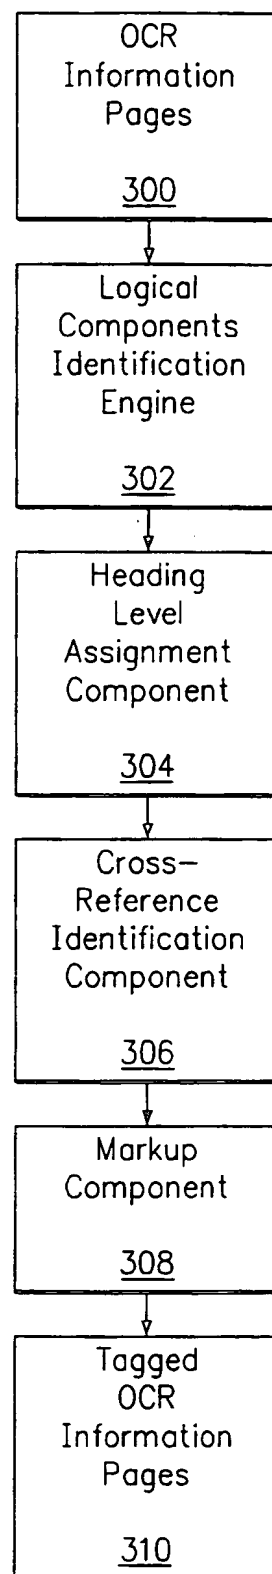 OCR
Information
Pages
300
Logical
Components
Identification
Engine
302
Heading
Level
Assignment
Component
304
Cross-
Reference
Identification
Component
306
Markup
Component
308
Tagged
OCR
Information
Pages
310